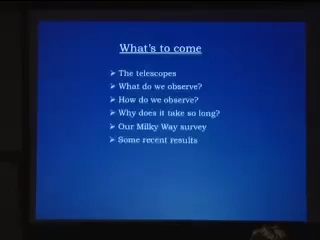 What's to come
➢ The telescopes
➢ What do we observe?
➢ How do we observe?
➢ Why does it take so long?
➢ Our Milky Way survey
➢ Some recent results